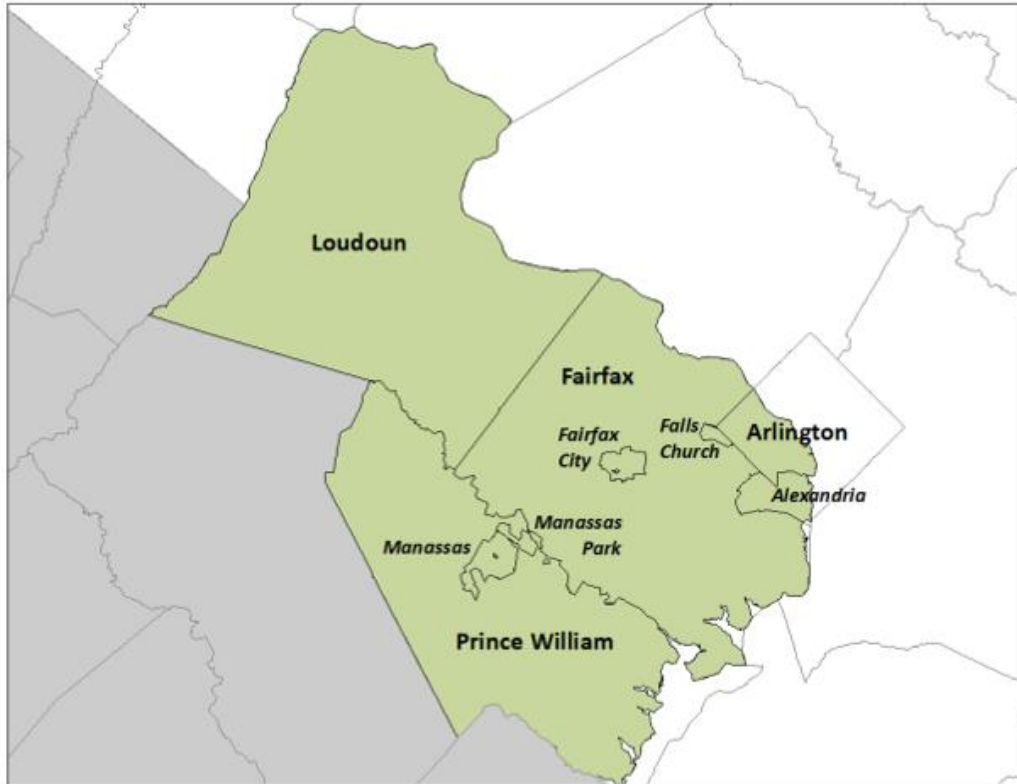 Loudoun
Fairfax
Falls
Church
Arlington
Fairfax
City
Alexandria
Manassas
Park
Manassas
Prince William